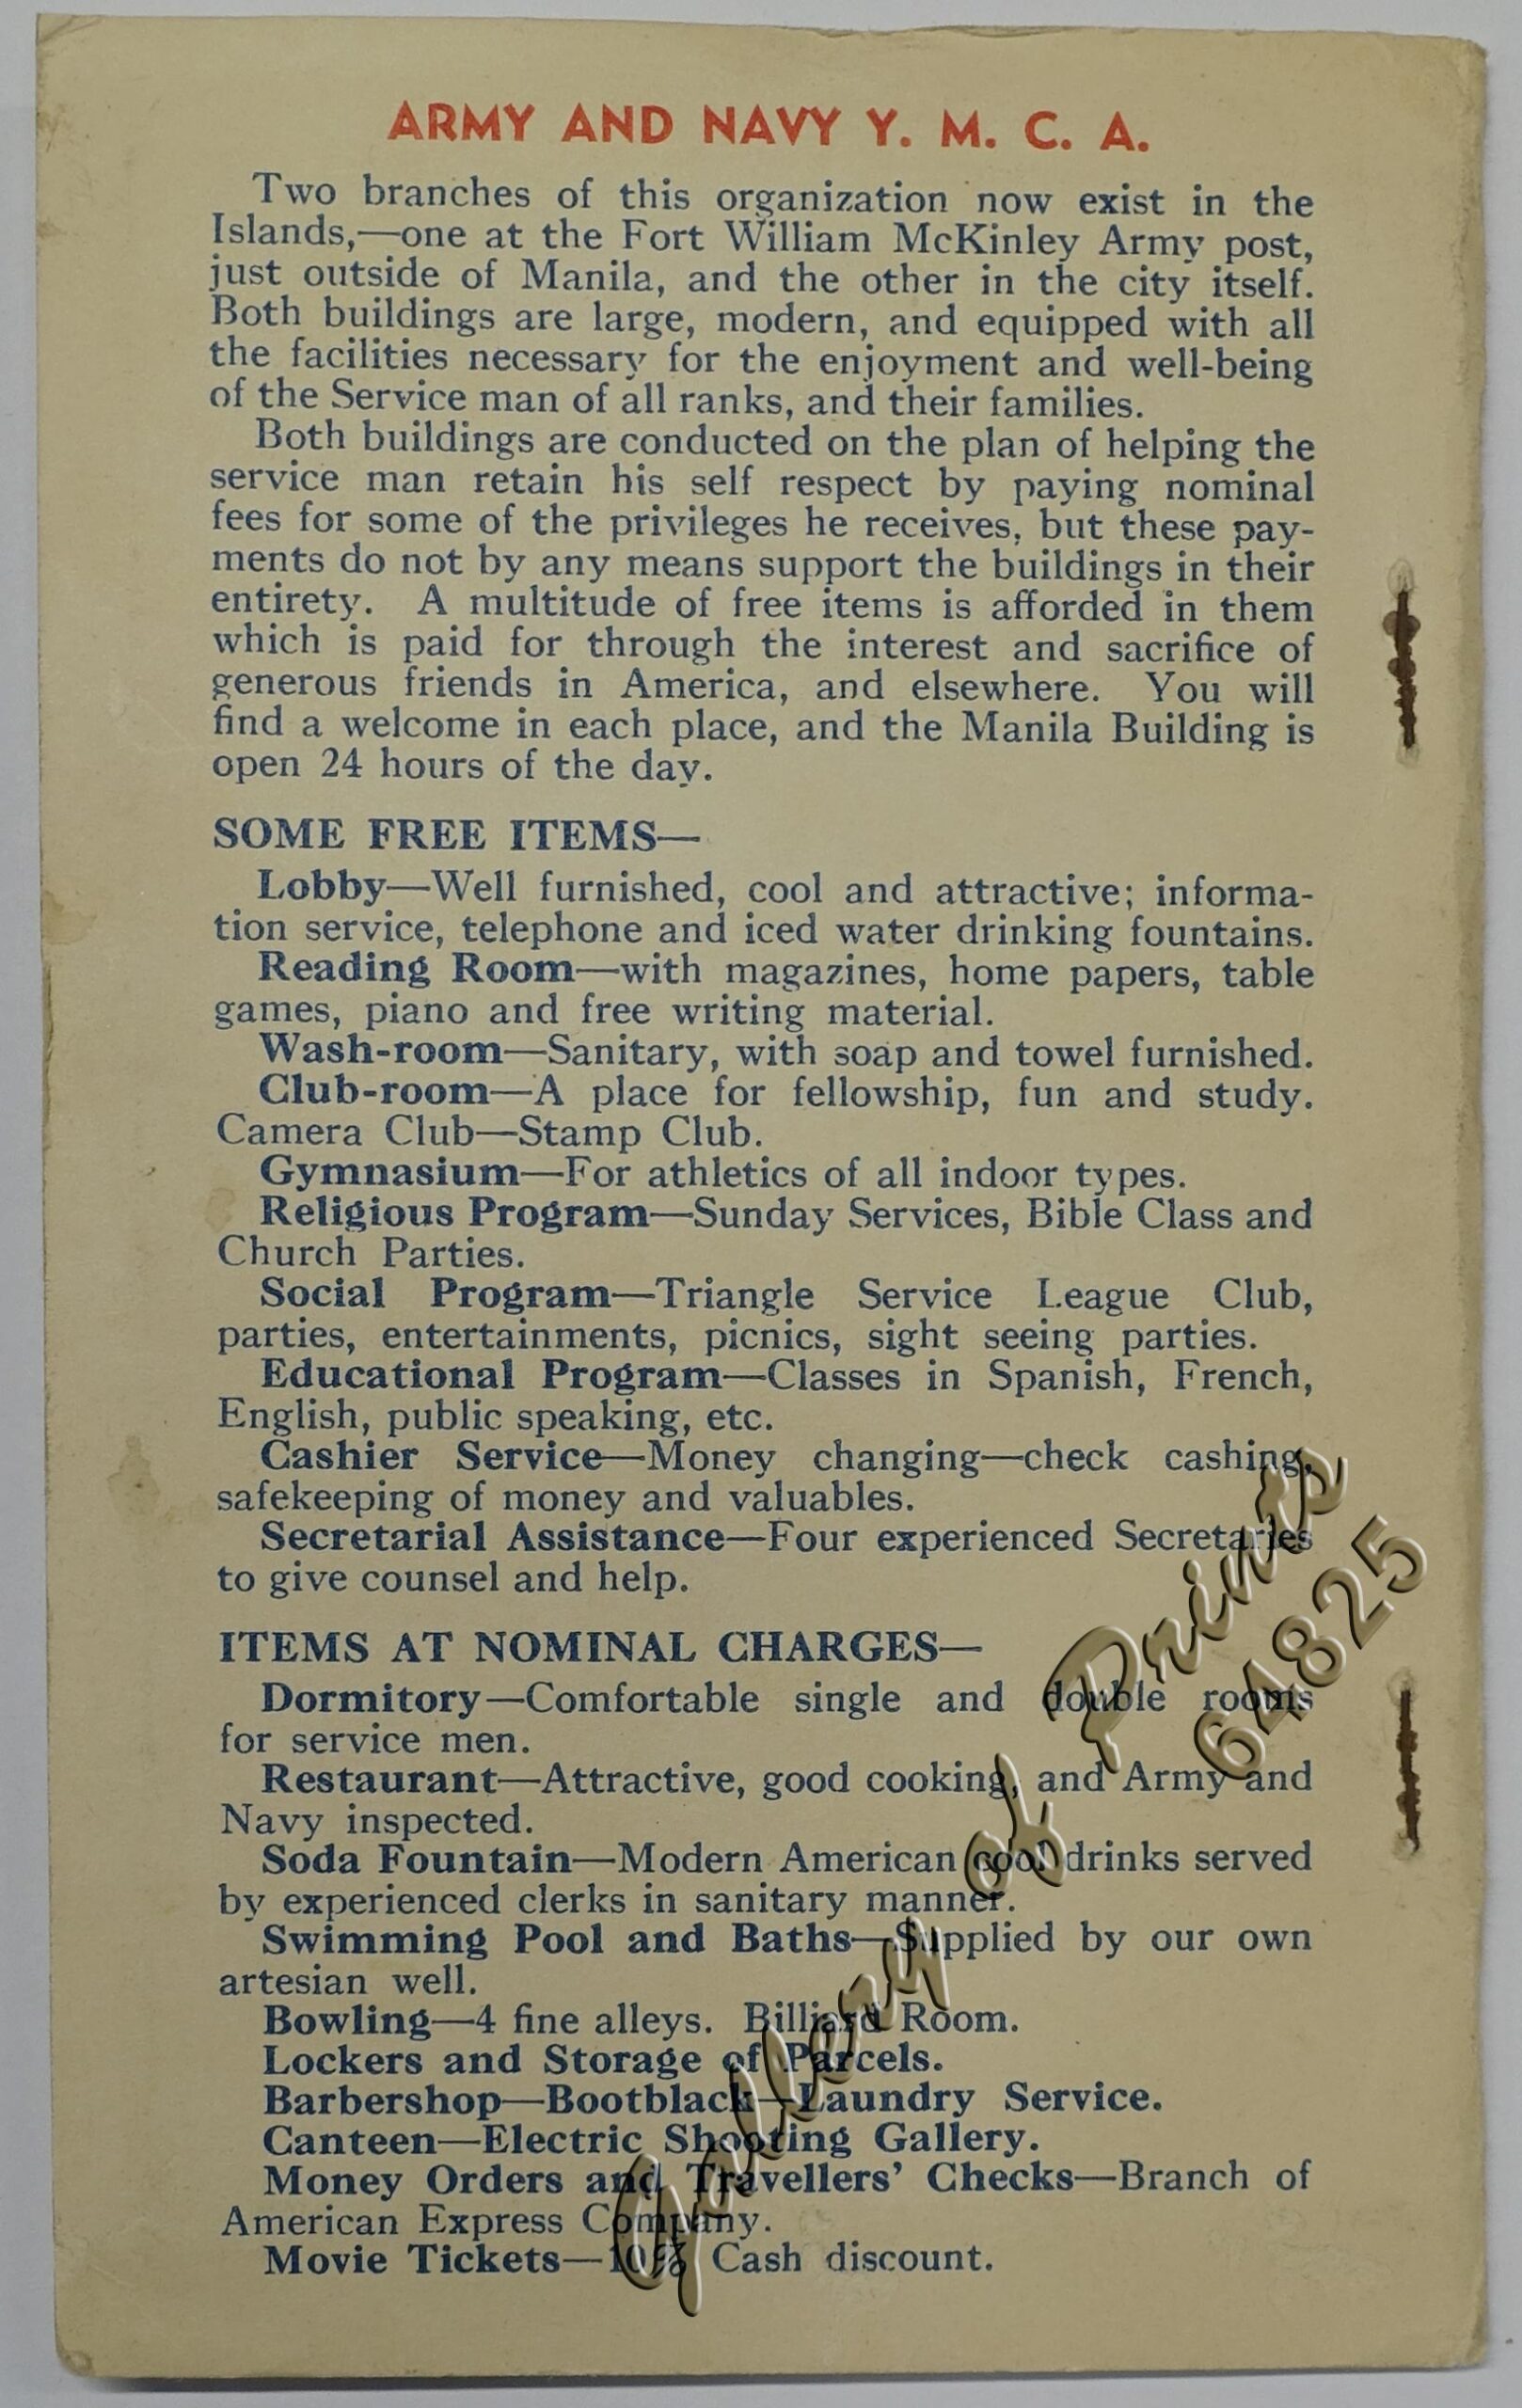 ARMY AND NAVY Y. M. C. A.
Two branches of this organization now exist in the
Islands,—one at the Fort William McKinley Army post,
just outside of Manila, and the other in the city itself.
Both buildings are large, modern, and equipped with all
the facilities necessary for the enjoyment and well-being
of the Service man of all ranks, and their families.
Both buildings are conducted on the plan of helping the
service man retain his self respect by paying nominal
fees for some of the privileges he receives, but these pay-
ments do not by any means support the buildings in their
entirety. A multitude of free items is afforded in them
which is paid for through the interest and sacrifice of
generous friends in America, and elsewhere. You will
find a welcome in each place, and the Manila Building is
open 24 hours of the day.
SOME FREE ITEMS—
Lobby—Well furnished, cool and attractive; informa-
tion service, telephone and iced water drinking fountains.
Reading Room—with magazines, home papers, table
games, piano and free writing material.
Wash-room—Sanitary, with soap and towel furnished.
Club-room—A place for fellowship, fun and study.
Camera Club—Stamp Club.
Gymnasium—For athletics of all indoor types.
Religious Program—Sunday Services, Bible Class and
Church Parties.
Social Program—Triangle Service League Club,
parties, entertainments, picnics, sight seeing parties.
Educational Program—Classes in Spanish, French,
English, public speaking, etc.
Cashier Service—Money changing—check cashing,
safekeeping of money and valuables.
Secretarial Assistance—Four experienced Secretaries
to give counsel and help.
ITEMS AT NOMINAL CHARGES—
Dormitory—Comfortable single and double rooms
for service men.
Restaurant—Attractive, good cooking, and Army and
Navy inspected.
Soda Fountain—Modern American cool drinks served
by experienced clerks in sanitary manner.
Swimming Pool and Baths—Supplied by our own
artesian well.
Bowling—4 fine alleys. Billiard Room.
Lockers and Storage of Parcels.
Barbershop—Bootblack—Laundry Service.
Canteen—Electric Shooting Gallery.
Money Orders and Travellers' Checks—Branch of
American Express Company.
Movie Tickets—10% Cash discount.
Gallery of Prints
64825